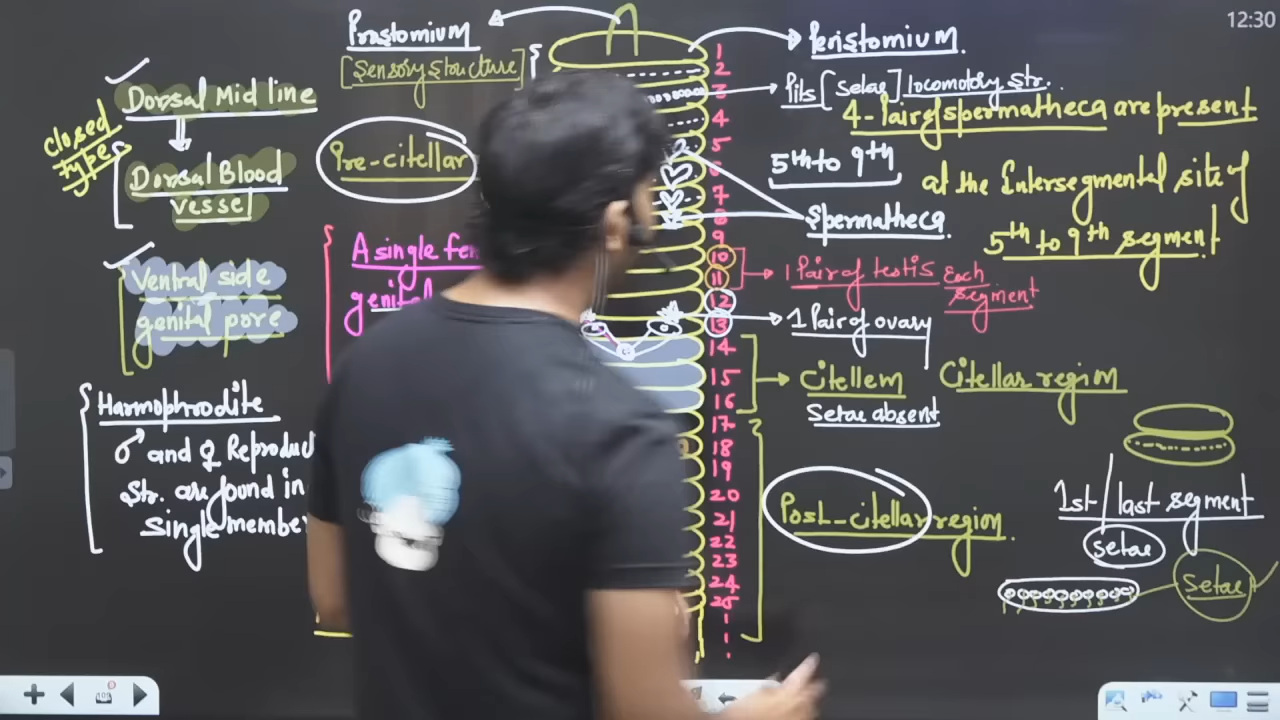 12:30
Prostomium
[Sensory structure]
Peristomium
Dorsal Mid line
closed
type
Dorsal Blood
vessel
Pre-citellar
Pits [Setae] locomotory str.
4-Pair of spermatheca are present
5th to 9th
at the Intersegmental site of
5th to 9th segment
Spermatheca
Ventral side
genital pore
A single
genital
1 Pair of testis Each
segment
1 Pair of ovary
Citellem
Setae absent
Citellar region
Harmophrodite
♂ and ♀
Str. are found in
single
Post-citellar region
1st / last segment
setae
Setae
1
2
3
4
5
6
7
8
9
10
11
12
13
14
15
16
17
18
19
20
21
22
23
24
25